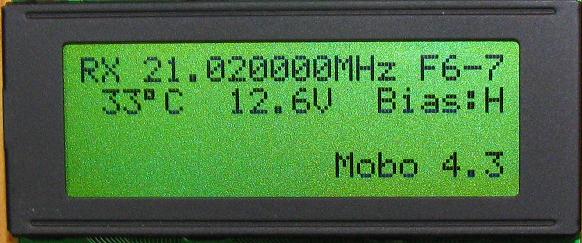 RX 21.020000MHz F6-7
33°C 12.6V Bias:H
Mobo 4.3